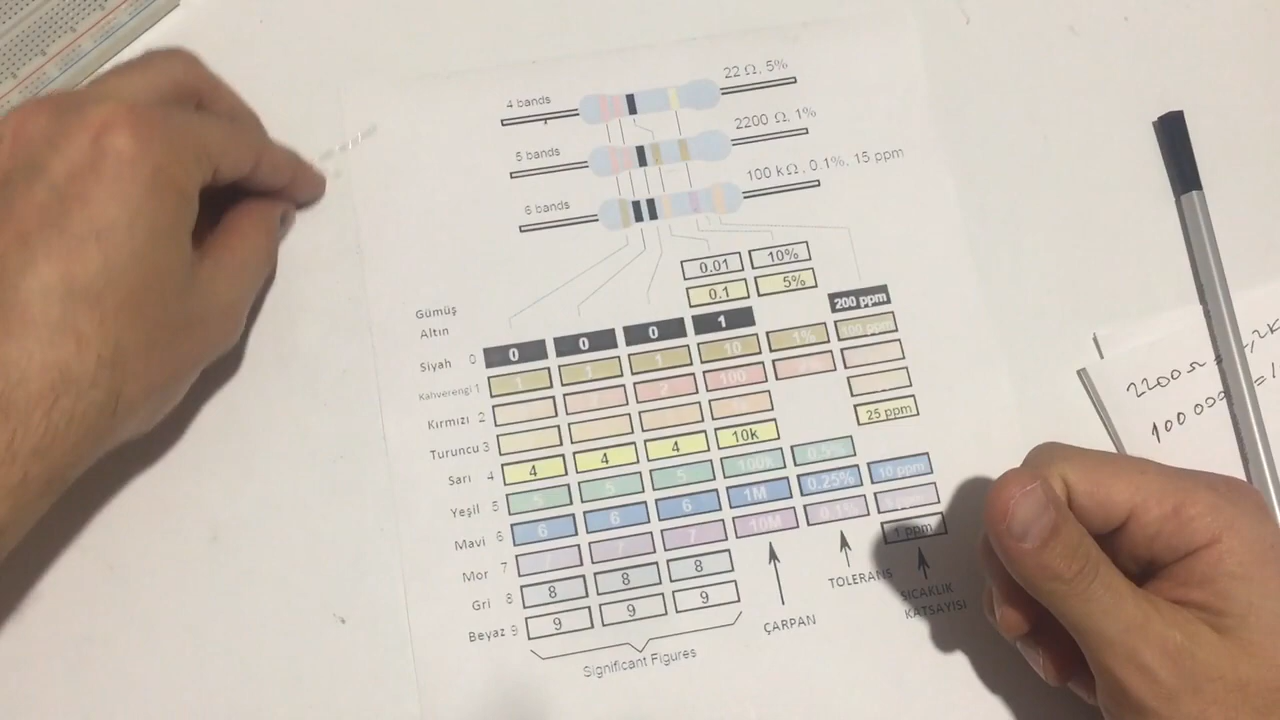 4 bands
22 Ω, 5%
5 bands
2200 Ω, 1%
6 bands
100 kΩ, 0.1%, 15 ppm
0.01 10%
0.1 5%
200 ppm
Gümüş
Altın
Siyah 0 0 0 0 1
Kahverengi 1 1 1 1 10 1% 100 ppm
Kırmızı 2 2 100
Turuncu 3
Sarı 4 4 4 4 10k 25 ppm
Yeşil 5 5 5 5 100k 0.5%
Mavi 6 6 6 6 1M 0.25% 10 ppm
Mor 7 7 7 10M 0.1%
Gri 8 8 8 8 1 ppm
Beyaz 9 9 9 9
Significant Figures
ÇARPAN
TOLERANS
SICAKLIK
KATSAYISI
2200Ω